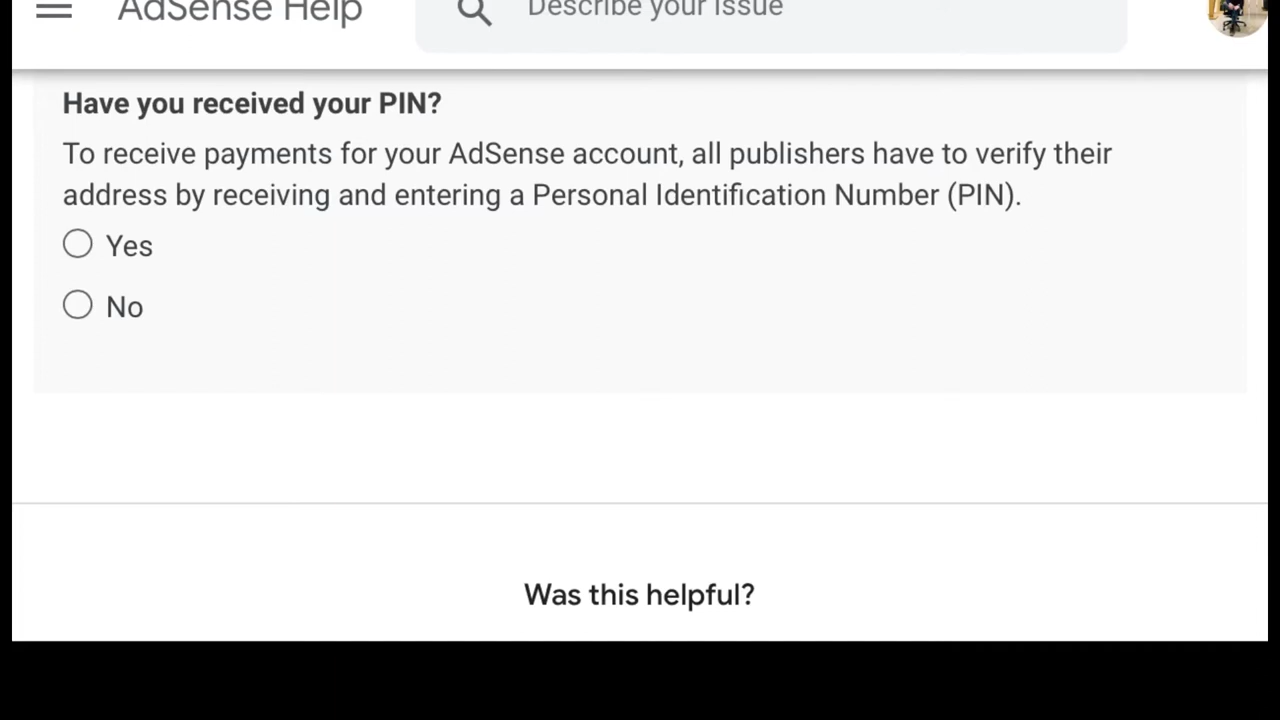 AdSense Help
Describe your issue
Have you received your PIN?
To receive payments for your AdSense account, all publishers have to verify their
address by receiving and entering a Personal Identification Number (PIN).
Yes
No
Was this helpful?